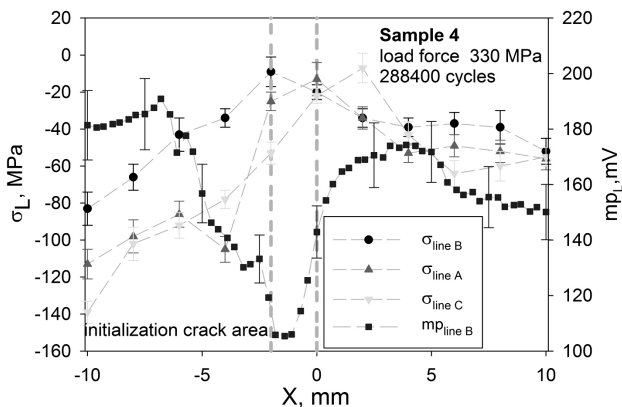 20
0
-20
-40
-60
-80
-100
-120
-140
-160
σL, MPa
220
200
180
160
140
120
100
mpL,mV
Sample 4
load force 330 MPa
288400 cycles
σline B
σline A
σline C
mpline B
initialization crack area
-10 -5 0 5 10
X, mm